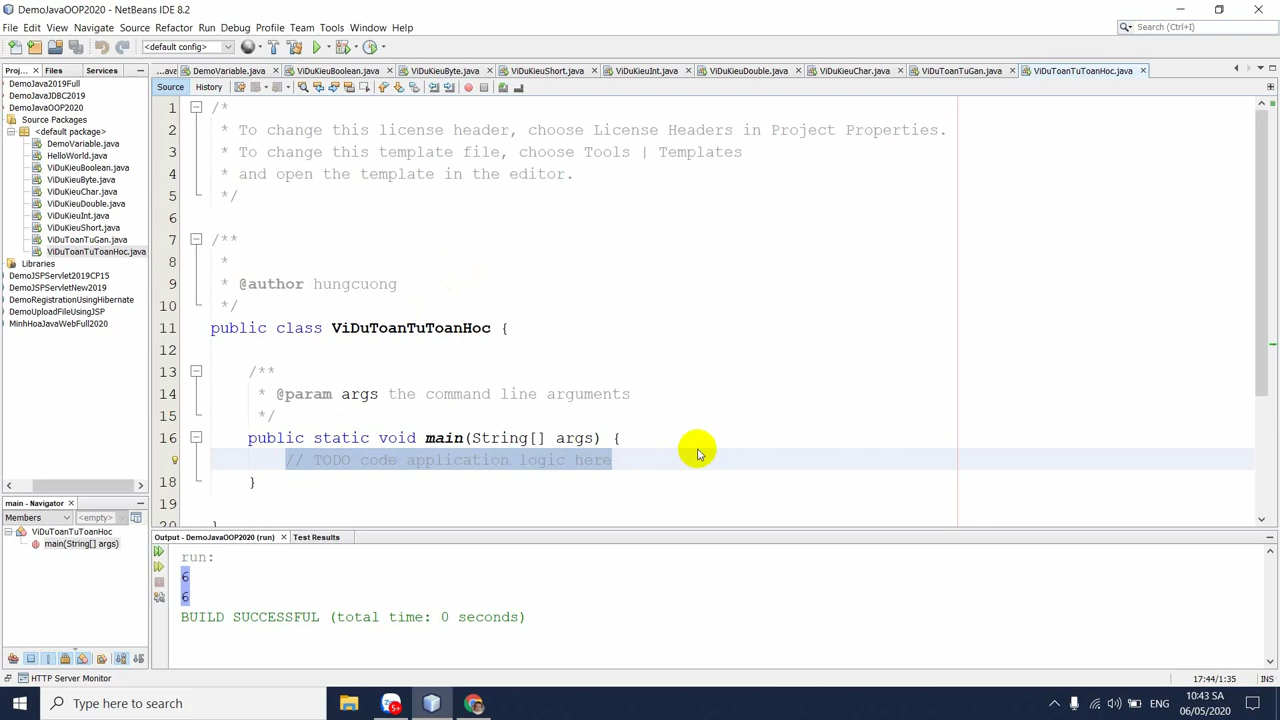 DemoJavaOOP2020 - NetBeans IDE 8.2
File Edit View Navigate Source Refactor Run Debug Profile Team Tools Window Help
Search (Ctrl+I)
<default config>
Proj... Files Services
...ava DemoVariable.java ViDuKieuBoolean.java ViDuKieuByte.java ViDuKieuShort.java ViDuKieuInt.java ViDuKieuDouble.java ViDuKieuChar.java ViDuToanTuGan.java ViDuToanTuToanHoc.java
Source History
DemoJava2019Full
DemoJavaJDBC2019
DemoJavaOOP2020
Source Packages
<default package>
DemoVariable.java
HelloWorld.java
ViDuKieuBoolean.java
ViDuKieuByte.java
ViDuKieuChar.java
ViDuKieuDouble.java
ViDuKieuInt.java
ViDuKieuShort.java
ViDuToanTuGan.java
ViDuToanTuToanHoc.java
Libraries
DemoJSPServlet2019CP15
DemoJSPServletNew2019
DemoRegistrationUsingHibernate
DemoUploadFileUsingJSP
MinhHoaJavaWebFull2020
1 /*
2 * To change this license header, choose License Headers in Project Properties.
3 * To change this template file, choose Tools | Templates
4 * and open the template in the editor.
5 */
6
7 /**
8 *
9 * @author hungcuong
10 */
11 public class ViDuToanTuToanHoc {
12
13 /**
14 * @param args the command line arguments
15 */
16 public static void main(String[] args) {
// TODO code application logic here
18 }
19
20 }
main - Navigator
Members <empty>
ViDuToanTuToanHoc
main(String[] args)
Output - DemoJavaOOP2020 (run) Test Results
run:
6
6
BUILD SUCCESSFUL (total time: 0 seconds)
HTTP Server Monitor
17:44/1:35 INS
Type here to search
5+
ENG
10:43 SA
06/05/2020